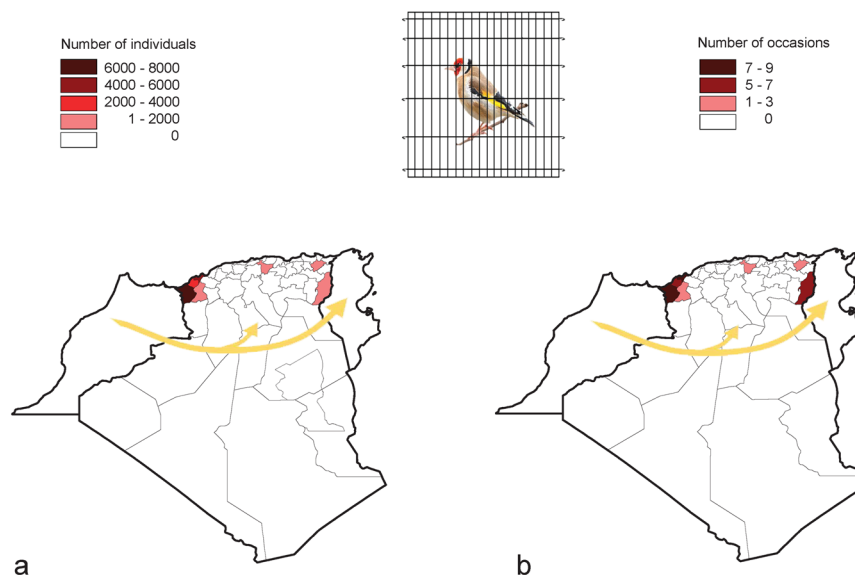 Number of individuals
6000 - 8000
4000 - 6000
2000 - 4000
1 - 2000
0
Number of occasions
7 - 9
5 - 7
1 - 3
0
a
b